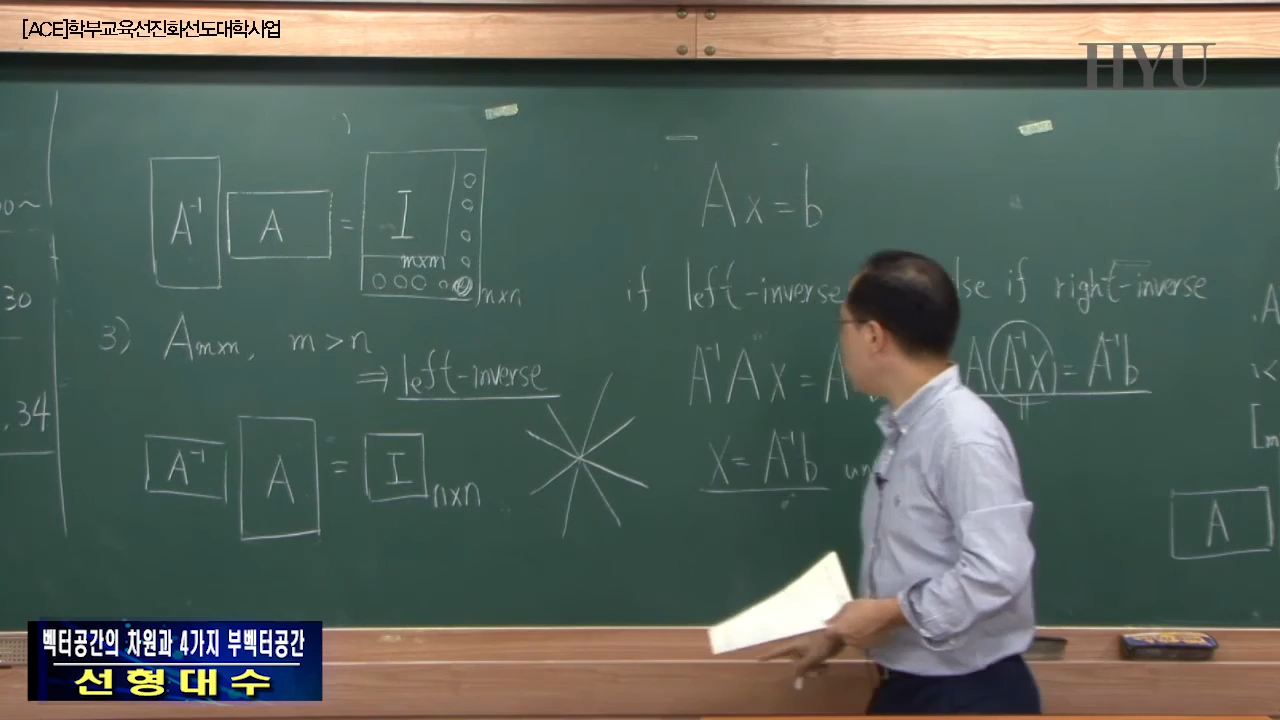 [ACE]학부교육선진화선도대학사업
HYU
A⁻¹ A = I
m×m
n×n
3) A m×n, m > n
⇒ left-inverse
A⁻¹ A = I n×n
30
.34
Ax = b
if left-inverse
if right-inverse
A⁻¹Ax = A
A(A⁻¹x) = A⁻¹b
x = A⁻¹b
A
벡터공간의 차원과 4가지 부벡터공간
선형대수